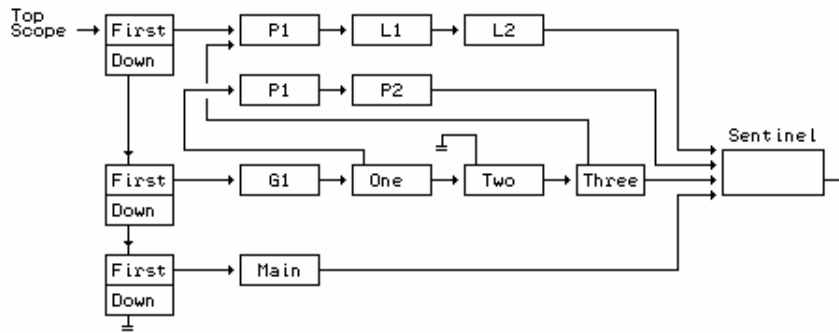 Top
Scope
First P1 L1 L2
Down
P1 P2
Sentinel
First G1 One Two Three
Down
First Main
Down